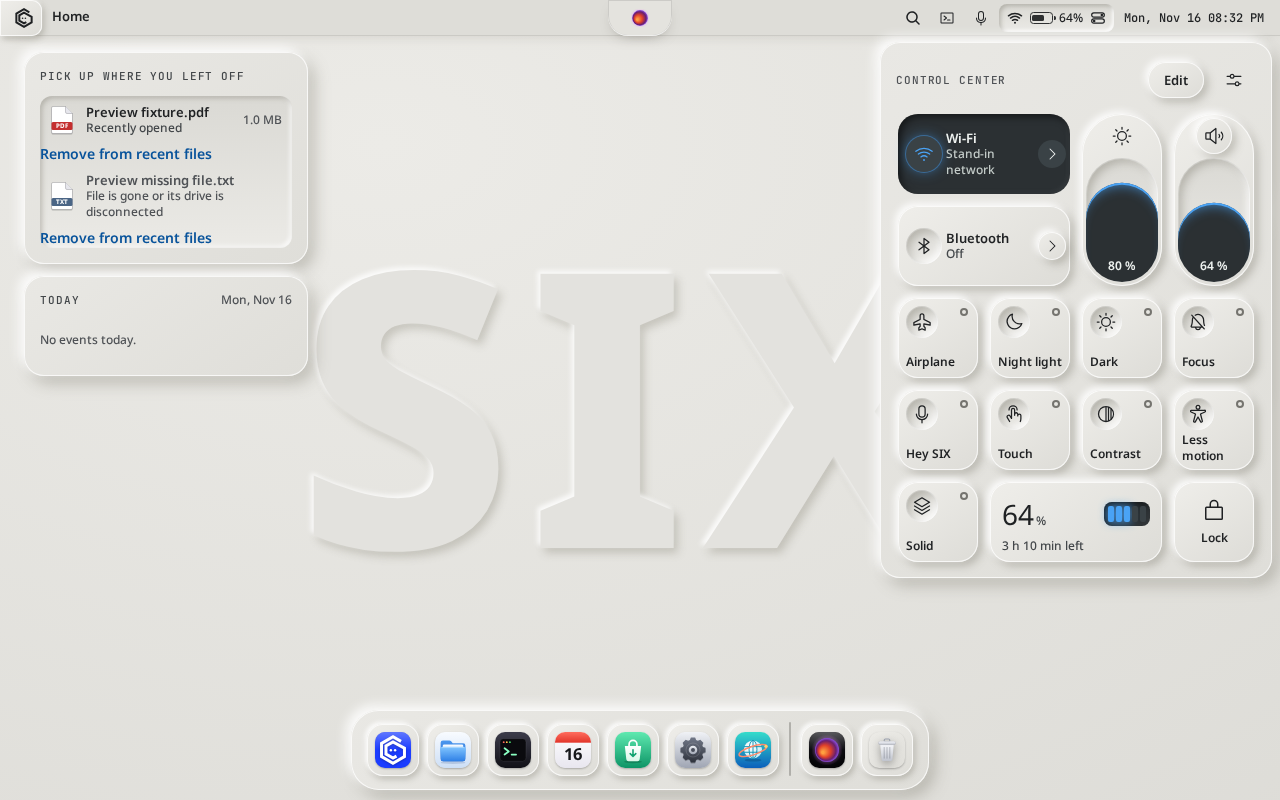 Home
64%
Mon, Nov 16 08:32 PM
PICK UP WHERE YOU LEFT OFF
Preview fixture.pdf
Recently opened
1.0 MB
PDF
Remove from recent files
Preview missing file.txt
File is gone or its drive is
disconnected
TXT
Remove from recent files
TODAY
Mon, Nov 16
No events today.
SIX
CONTROL CENTER
Edit
Wi-Fi
Stand-in
network
Bluetooth
Off
80 %
64 %
Airplane
Night light
Dark
Focus
Hey SIX
Touch
Contrast
Less
motion
Solid
64%
3 h 10 min left
Lock
16